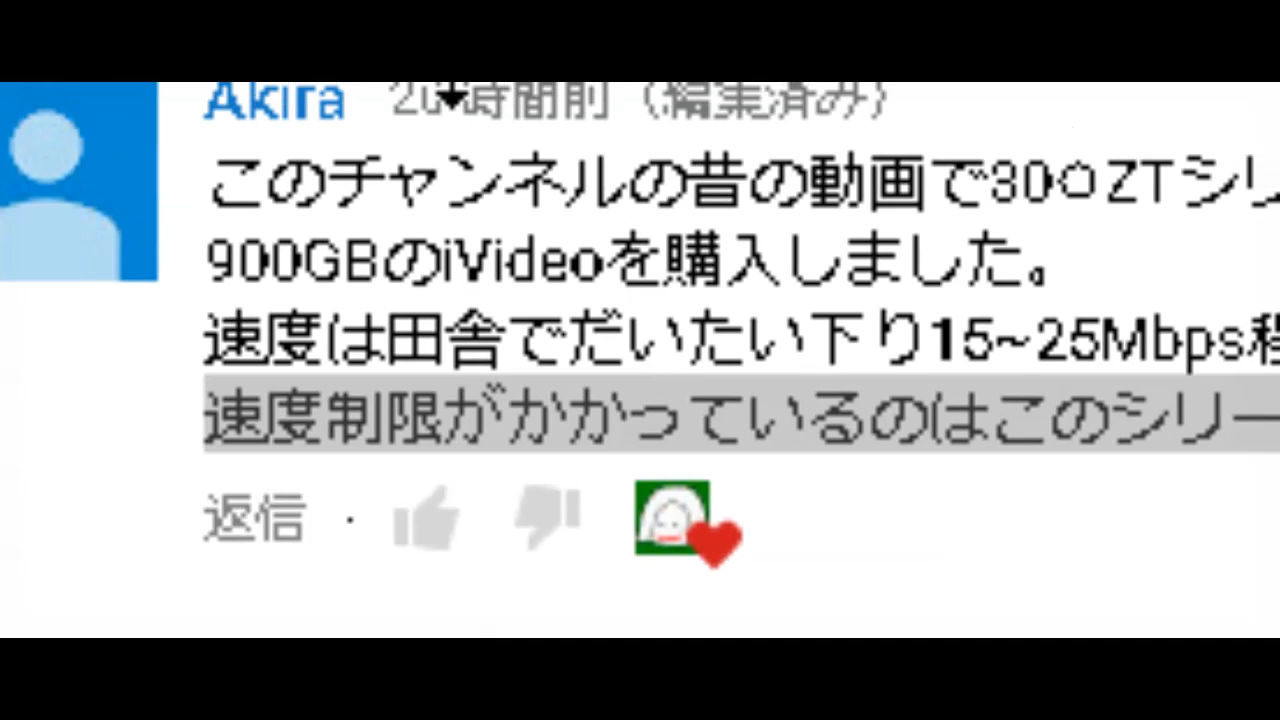 Akira 20時間前（編集済み）
このチャンネルの昔の動画で30○ZTシリ
900GBのiVideoを購入しました。
速度は田舎でだいたい下り15~25Mbps程
速度制限がかかっているのはこのシリー
返信 ·